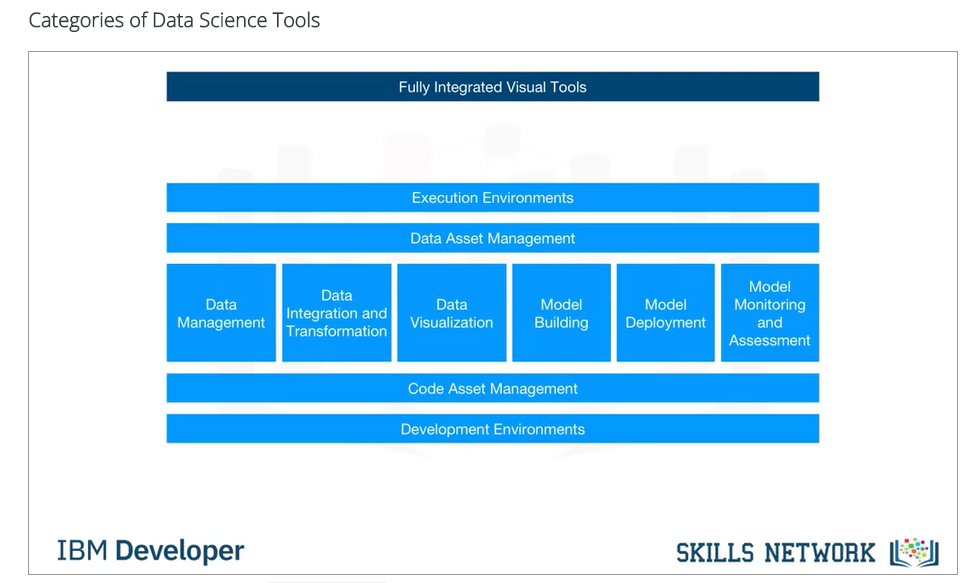 Categories of Data Science Tools
Fully Integrated Visual Tools
Execution Environments
Data Asset Management
Data
Management
Data
Integration and
Transformation
Data
Visualization
Model
Building
Model
Deployment
Model
Monitoring
and
Assessment
Code Asset Management
Development Environments
IBM Developer
SKILLS NETWORK